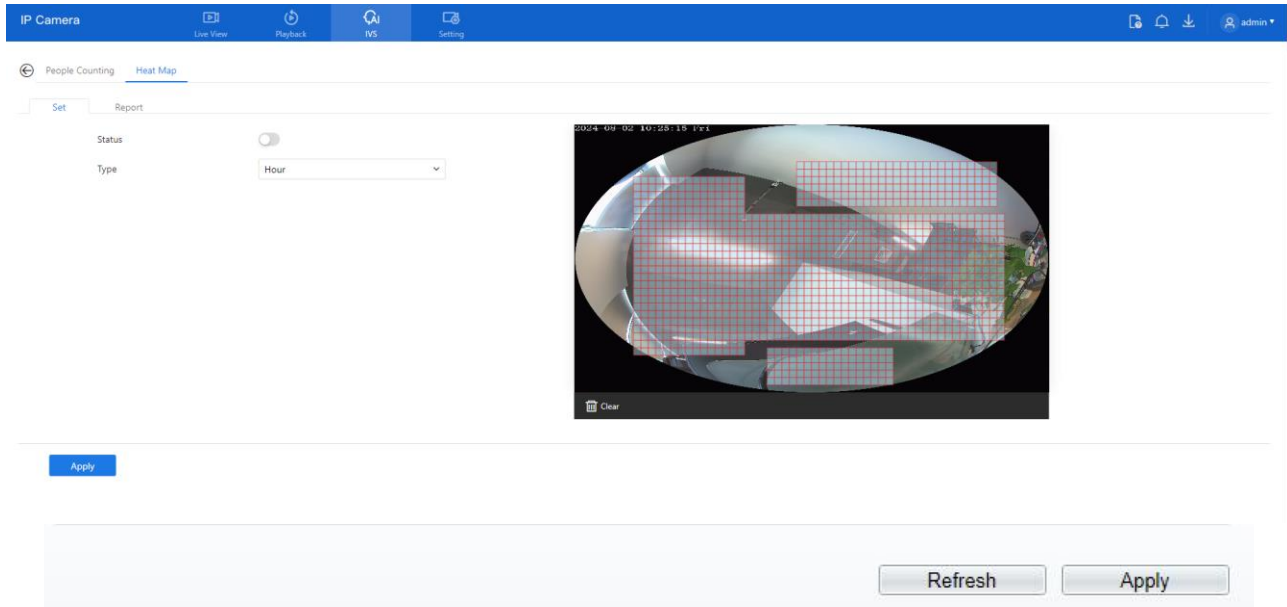 IP Camera
Live View
Playback
IVS
Setting
admin
People Counting Heat Map
Set Report
Status
Type Hour
2024-08-02 10:25:15 Fri
Clear
Apply
Refresh Apply